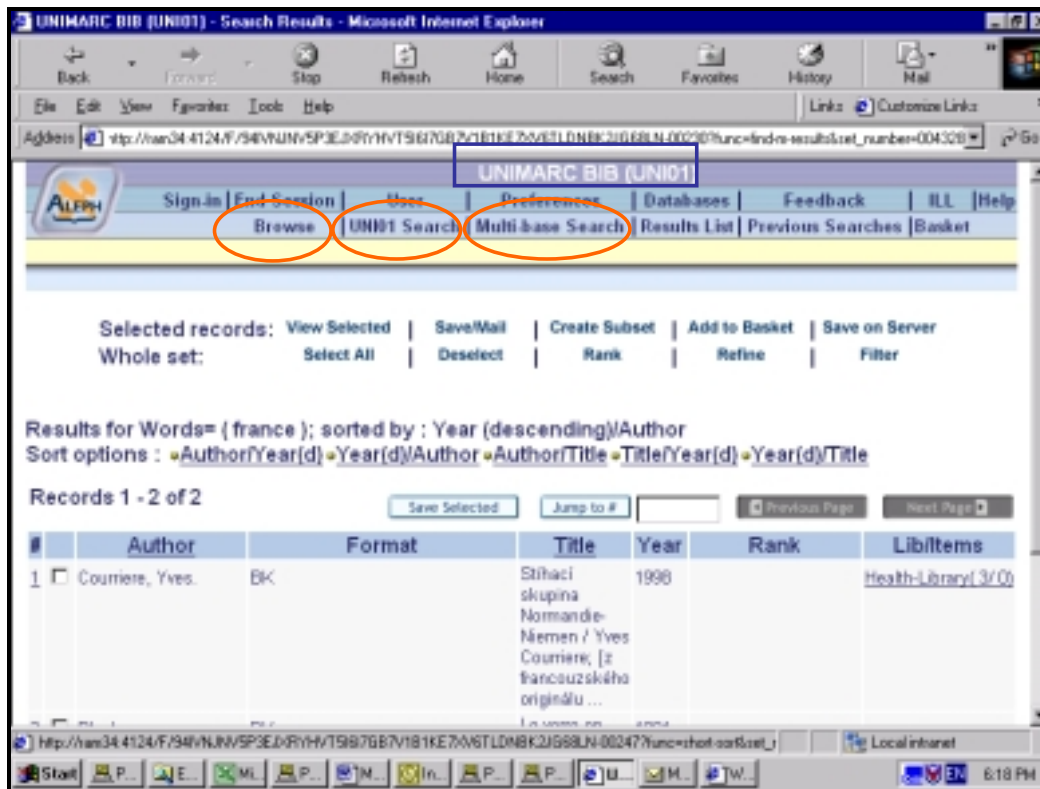 UNIMARC BIB (UNI01) - Search Results - Microsoft Internet Explorer
Back Forward Stop Refresh Home Search Favorites History Mail
File Edit View Favorites Tools Help Links Customize Links
Address Go
UNIMARC BIB (UNI01)
ALEPH Sign-in | End Session | User | Preferences | Databases | Feedback | ILL | Help
Browse | UNI01 Search | Multi-base Search | Results List | Previous Searches | Basket
Selected records: View Selected | Save/Mail | Create Subset | Add to Basket | Save on Server
Whole set: Select All | Deselect | Rank | Refine | Filter
Results for Words= ( france ); sorted by : Year (descending)/Author
Sort options : Author/Year(d) Year(d)/Author Author/Title Title/Year(d) Year(d)/Title
Records 1 - 2 of 2 Save Selected Jump to # Previous Page Next Page
# Author Format Title Year Rank Lib/Items
1 Courriere, Yves. BK Stíhací 1998 Health-Library( 3/ 0)
skupina
Normandie-
Niemen / Yves
Courriere; [z
francouzského
originálu ...
Local intranet
Start P... E... Mi... P... M... In... P... P... U... M... TW... EN 6:18 PM